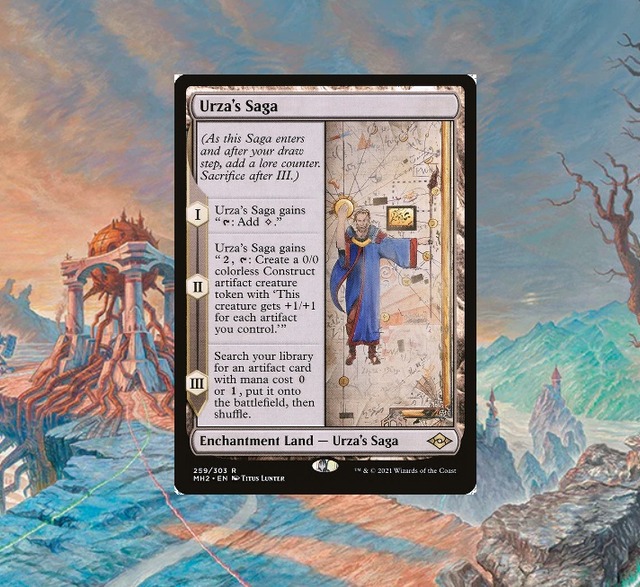 Urza's Saga
(As this Saga enters
and after your draw
step, add a lore counter.
Sacrifice after III.)
I
Urza's Saga gains
“: Add .”
II
Urza's Saga gains
“2, : Create a 0/0
colorless Construct
artifact creature
token with ‘This
creature gets +1/+1
for each artifact
you control.’”
III
Search your library
for an artifact card
with mana cost 0
or 1, put it onto
the battlefield, then
shuffle.
Enchantment Land — Urza's Saga
259/303 R
MH2 • EN Titus Lunter
™ & © 2021 Wizards of the Coast